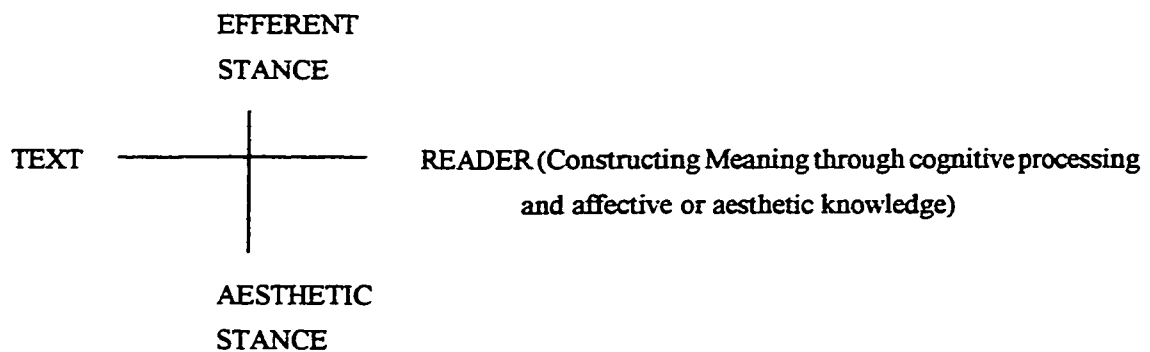 EFFERENT
STANCE
TEXT READER (Constructing Meaning through cognitive processing
and affective or aesthetic knowledge)
AESTHETIC
STANCE